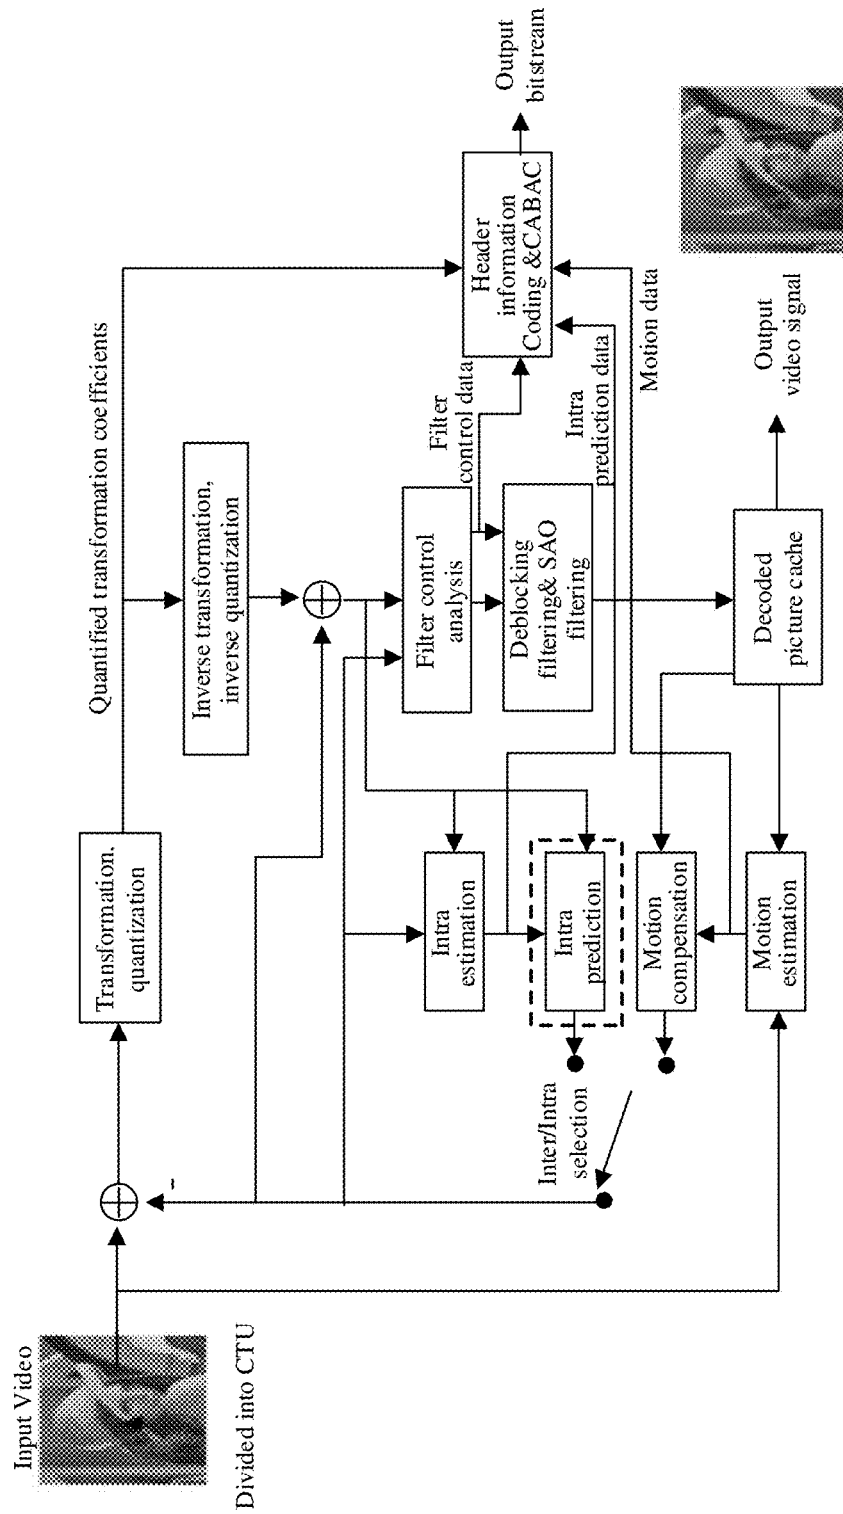 Input Video
Divided into CTU
Transformation,
quantization
Quantified transformation coefficients
Inverse transformation,
inverse quantization
Filter control
analysis
Filter
control data
Deblocking
filtering& SAO
filtering
Header
information
Coding &CABAC
Output
bitstream
Intra
estimation
Intra
prediction
Intra
prediction data
Inter/Intra
selection
Motion
compensation
Motion
estimation
Motion data
Decoded
picture cache
Output
video signal
-